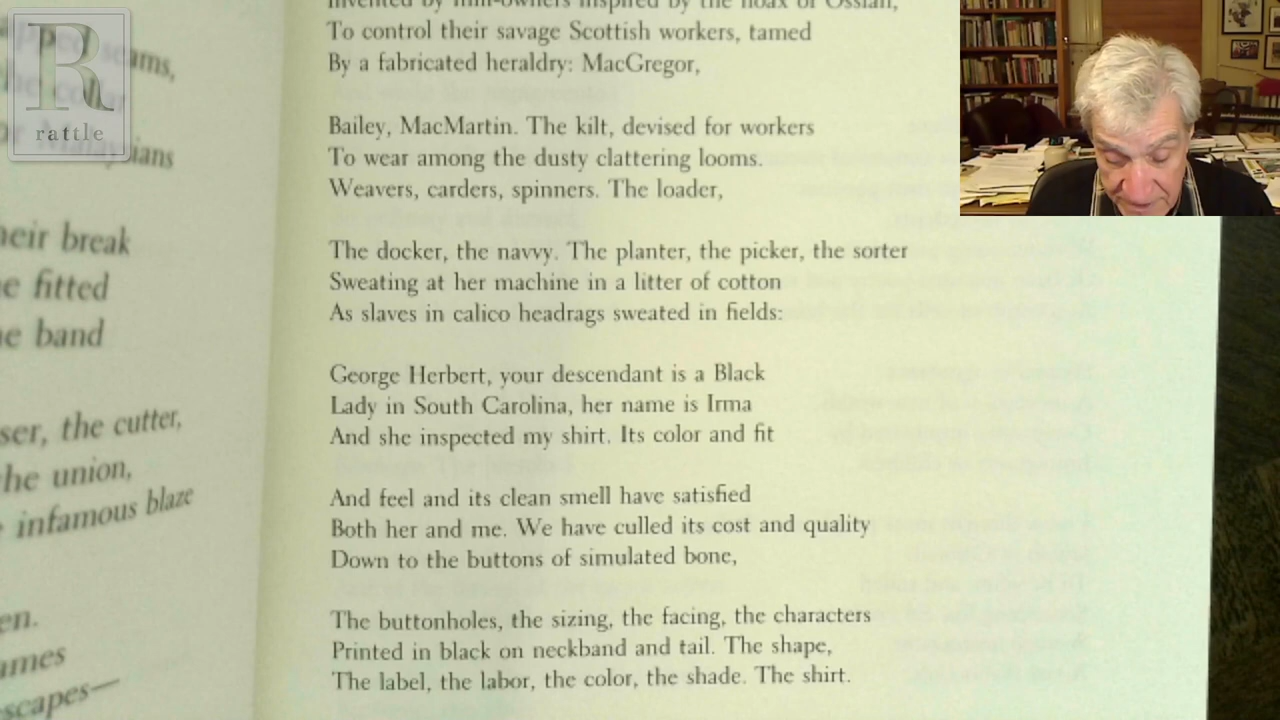 R
rattle
seams,
the collar
Malaysians
their break
fitted
band
the cutter,
the union,
infamous blaze
To control their savage Scottish workers, tamed
By a fabricated heraldry: MacGregor,
Bailey, MacMartin. The kilt, devised for workers
To wear among the dusty clattering looms.
Weavers, carders, spinners. The loader,
The docker, the navvy. The planter, the picker, the sorter
Sweating at her machine in a litter of cotton
As slaves in calico headrags sweated in fields:
George Herbert, your descendant is a Black
Lady in South Carolina, her name is Irma
And she inspected my shirt. Its color and fit
And feel and its clean smell have satisfied
Both her and me. We have culled its cost and quality
Down to the buttons of simulated bone,
The buttonholes, the sizing, the facing, the characters
Printed in black on neckband and tail. The shape,
The label, the labor, the color, the shade. The shirt.